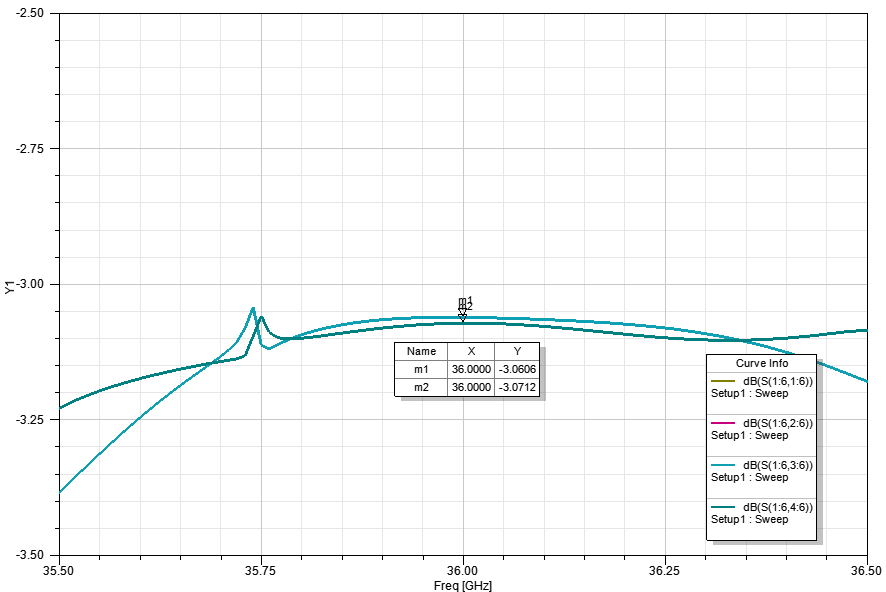 -2.50
-2.75
-3.00
-3.25
-3.50
Y1
m1
m2
Name X Y
m1 36.0000 -3.0606
m2 36.0000 -3.0712
Curve Info
dB(S(1:6,1:6))
Setup1 : Sweep
dB(S(1:6,2:6))
Setup1 : Sweep
dB(S(1:6,3:6))
Setup1 : Sweep
dB(S(1:6,4:6))
Setup1 : Sweep
35.50 35.75 36.00 36.25 36.50
Freq [GHz]